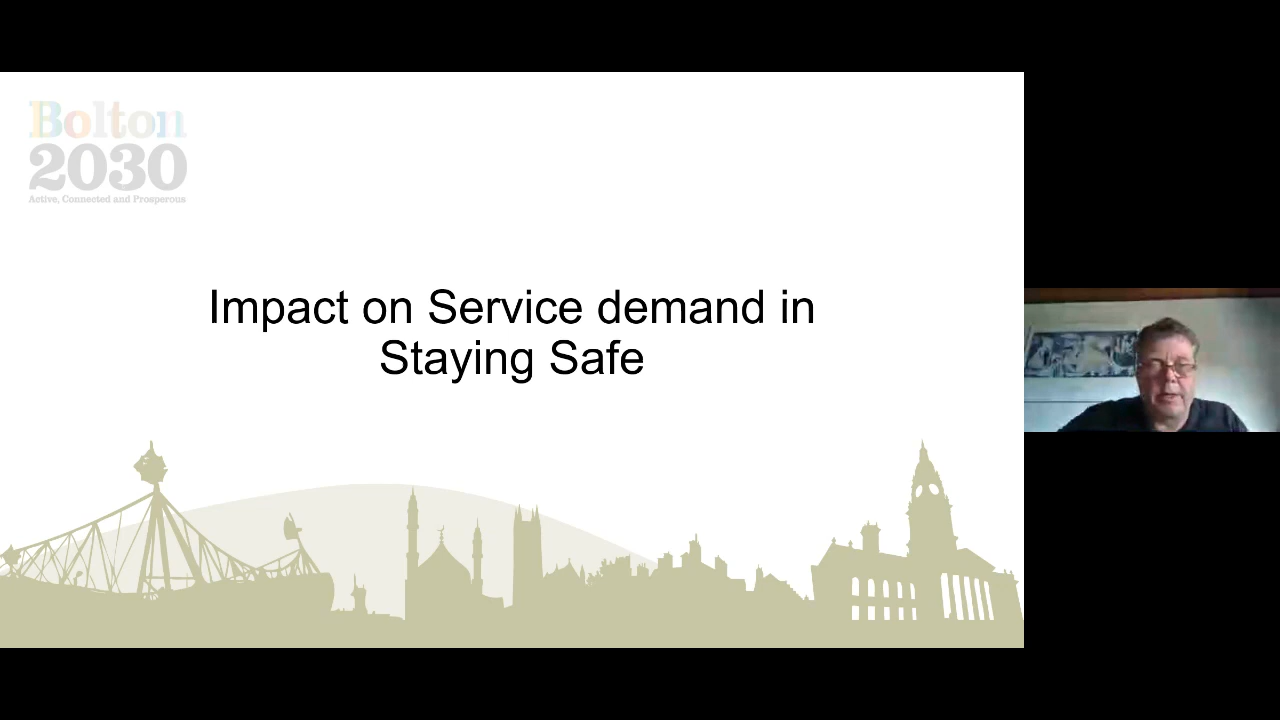 Bolton
2030
Active, Connected and Prosperous
Impact on Service demand in
Staying Safe